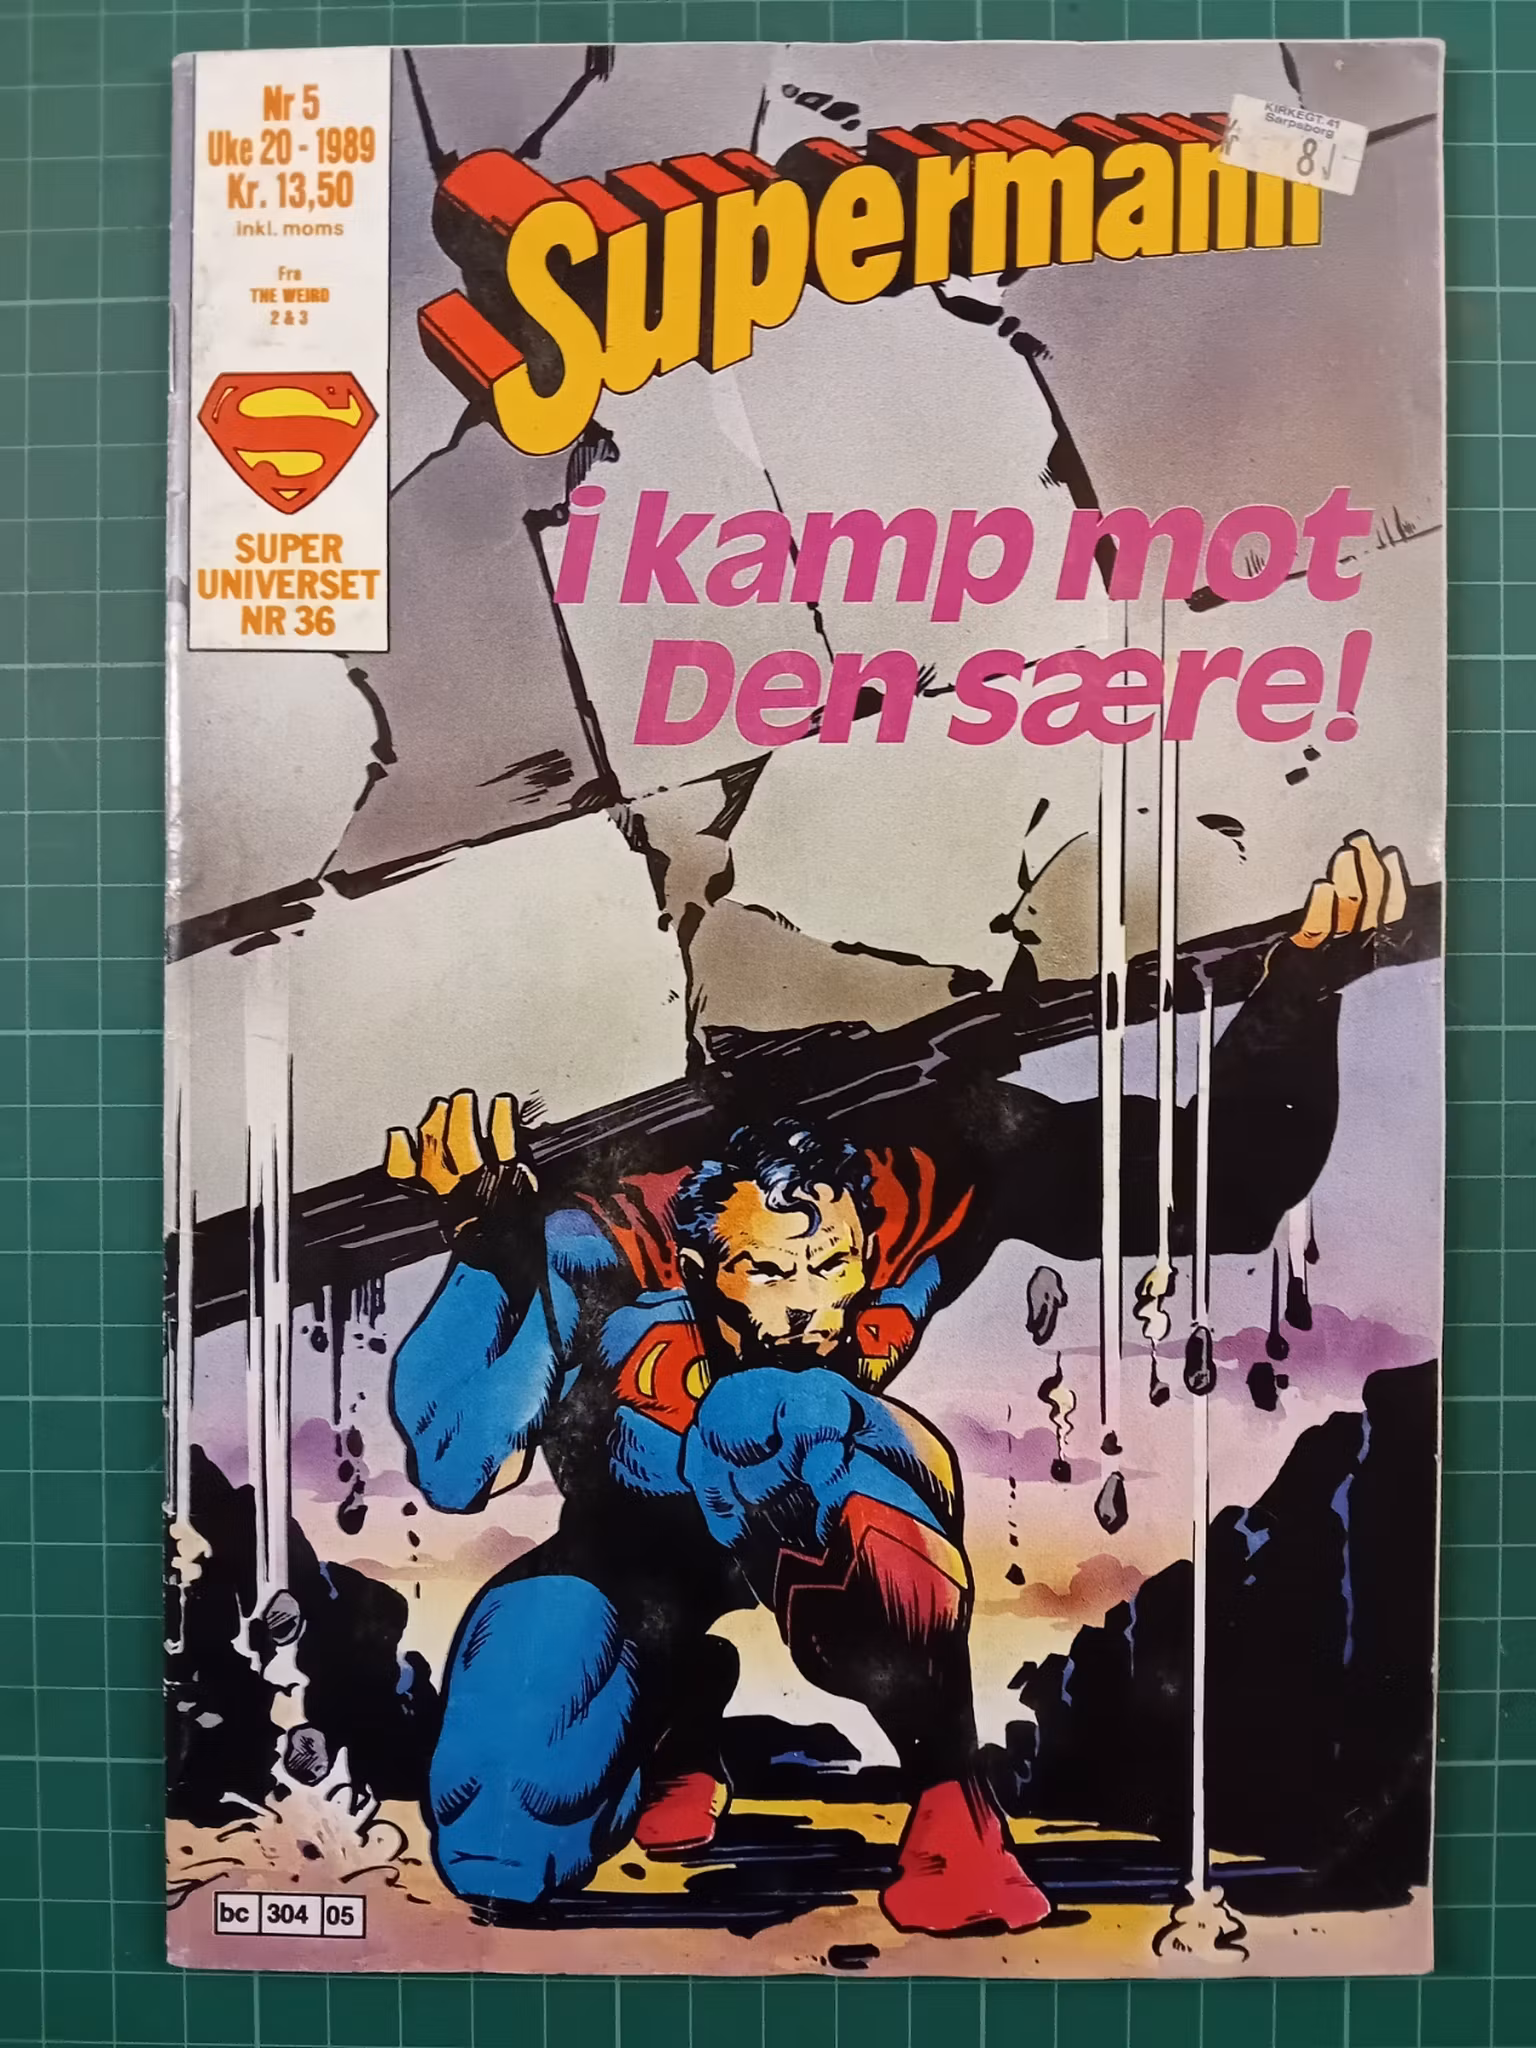 Nr 5
Uke 20 - 1989
Kr. 13,50
inkl. moms
Fra
THE WEIRD
2 & 3
SUPER
UNIVERSET
NR 36
Supermann
KIRKEGT. 41
Sarpsborg
8
i kamp mot
Den sære!
bc 304 05